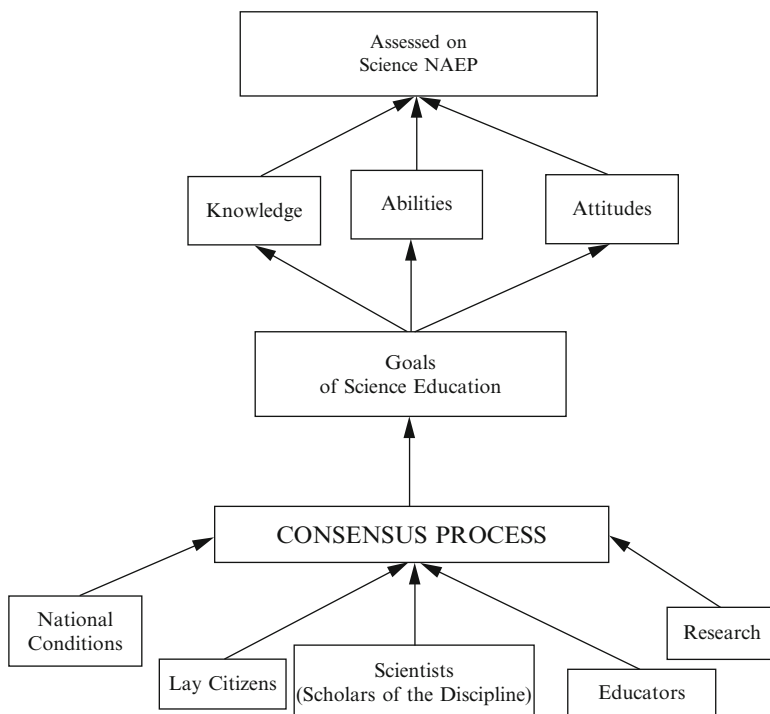 Assessed on
Science NAEP
Knowledge
Abilities
Attitudes
Goals
of Science Education
CONSENSUS PROCESS
National
Conditions
Lay Citizens
Scientists
(Scholars of the Discipline)
Educators
Research